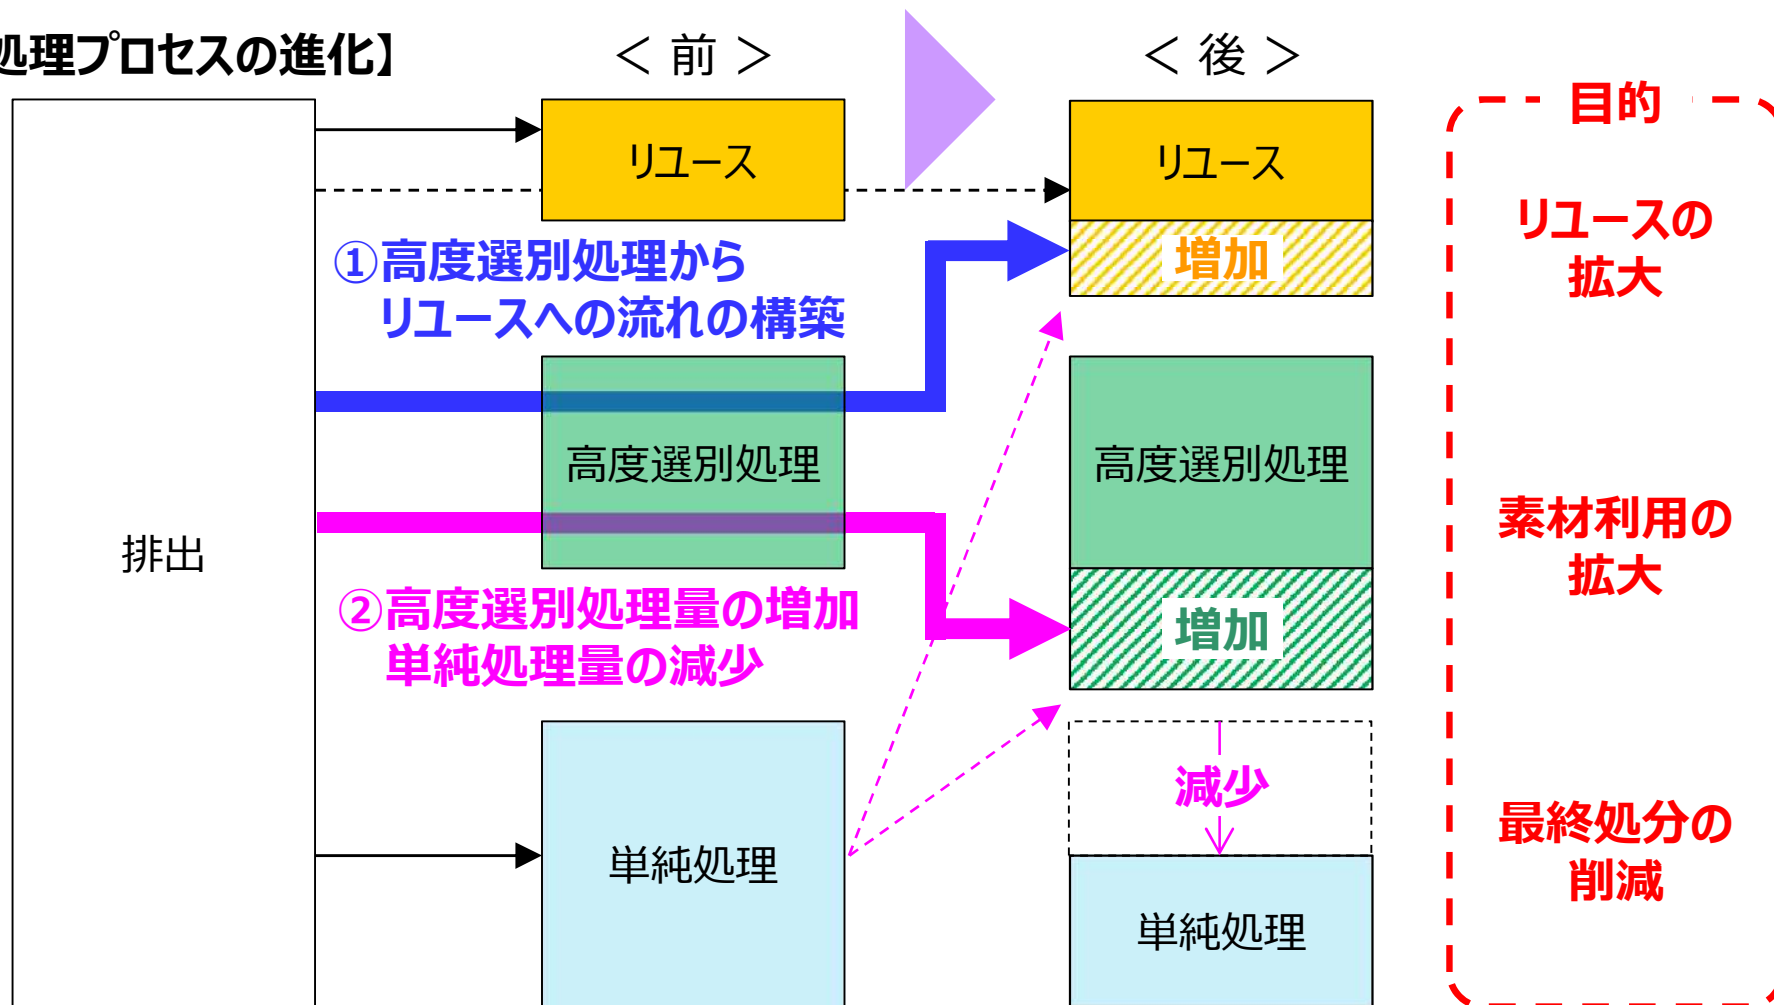 処理プロセスの進化】
＜ 前 ＞
＜ 後 ＞
目的
リユース
リユース
増加
リユースの
拡大
①高度選別処理から
リユースへの流れの構築
高度選別処理
高度選別処理
素材利用の
拡大
排出
②高度選別処理量の増加
単純処理量の減少
増加
減少
単純処理
単純処理
最終処分の
削減